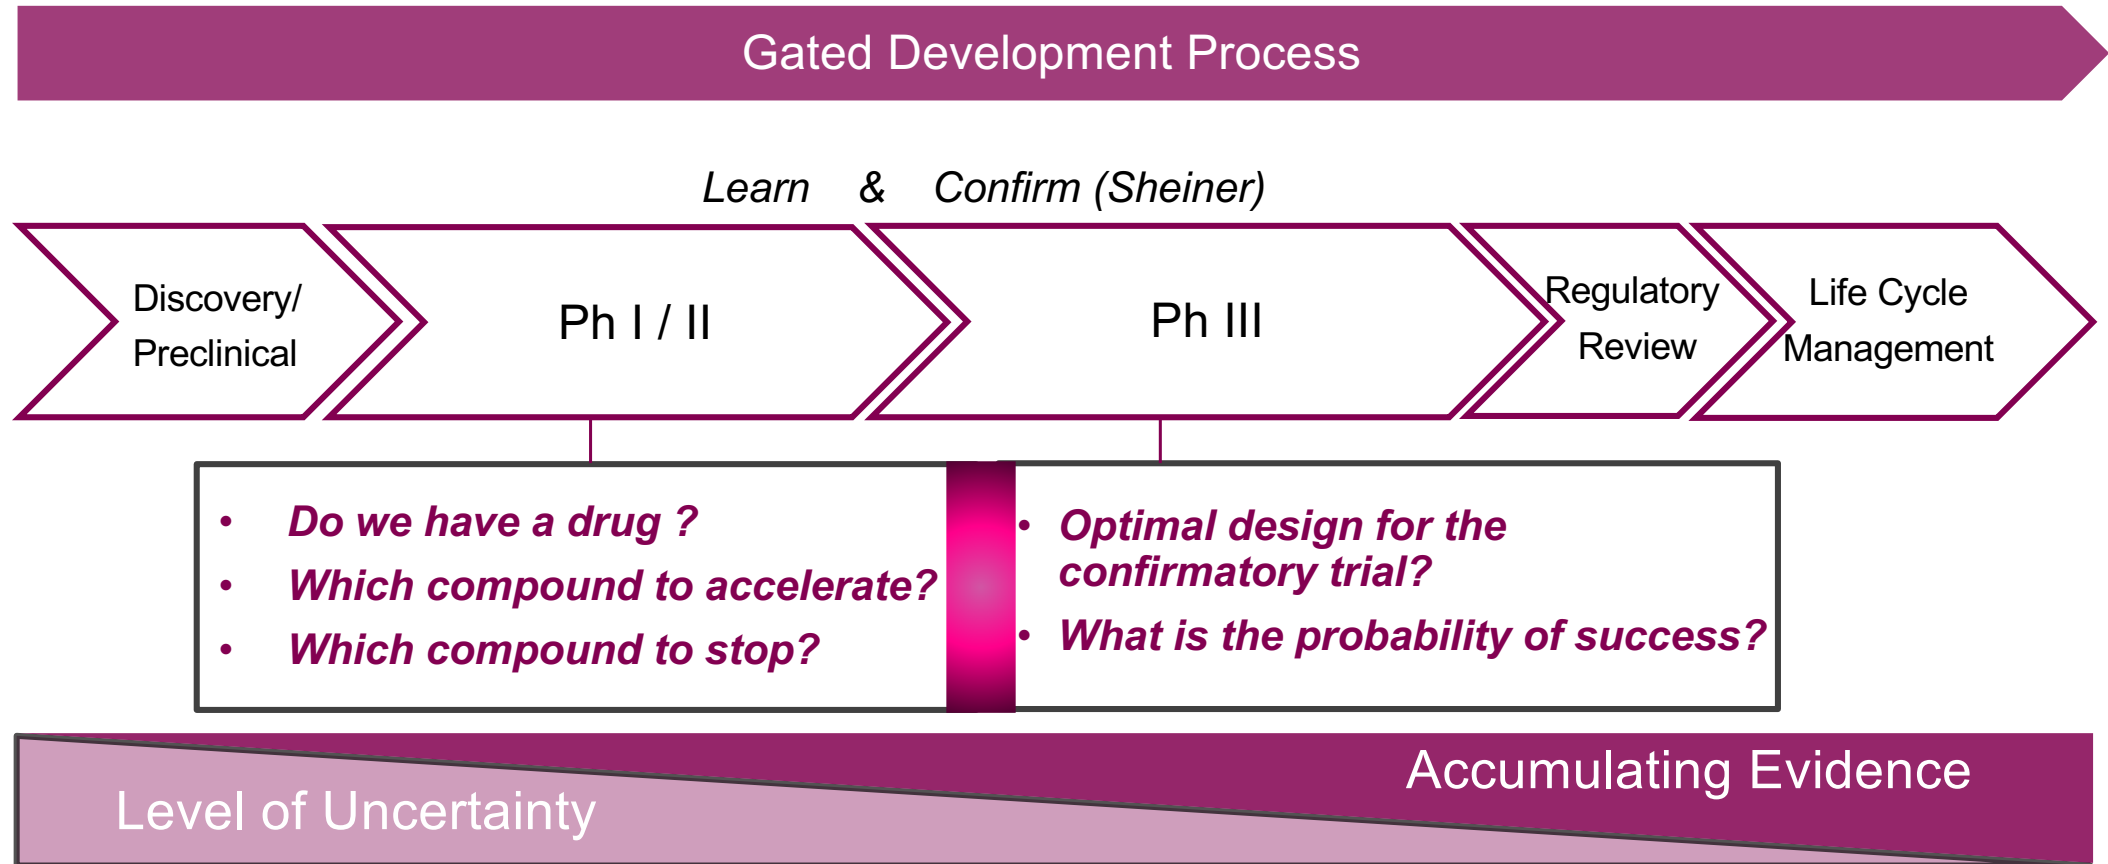 Gated Development Process
Learn & Confirm (Sheiner)
Discovery/
Preclinical
Ph I / II
Ph III
Regulatory
Review
Life Cycle
Management
• Do we have a drug ?
• Which compound to accelerate?
• Which compound to stop?
• Optimal design for the
confirmatory trial?
• What is the probability of success?
Accumulating Evidence
Level of Uncertainty